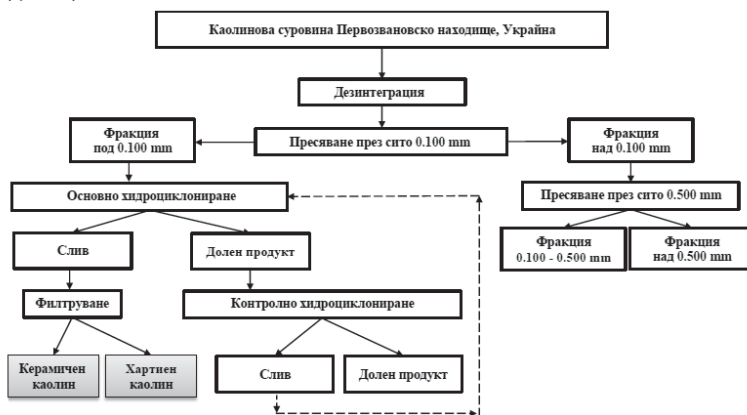 Каолинова суровина Первозвановско находище, Украйна
Дезинтеграция
Фракция
под 0.100 mm
Пресяване през сито 0.100 mm
Фракция
над 0.100 mm
Основно хидроциклониране
Пресяване през сито 0.500 mm
Слив
Долен продукт
Фракция
0.100 - 0.500 mm
Фракция
над 0.500 mm
Филтруване
Контролно хидроциклониране
Керамичен
каолин
Хартиен
каолин
Слив
Долен продукт